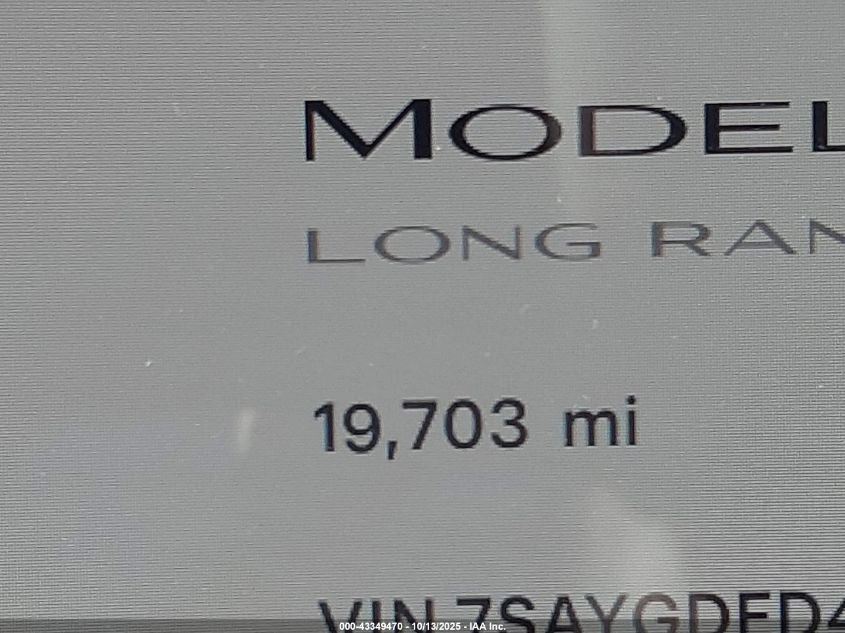 MODEL
LONG RAN
19,703 mi
VIN 7SAYGDED4
000-43349470 - 10/13/2025 - IAA Inc.